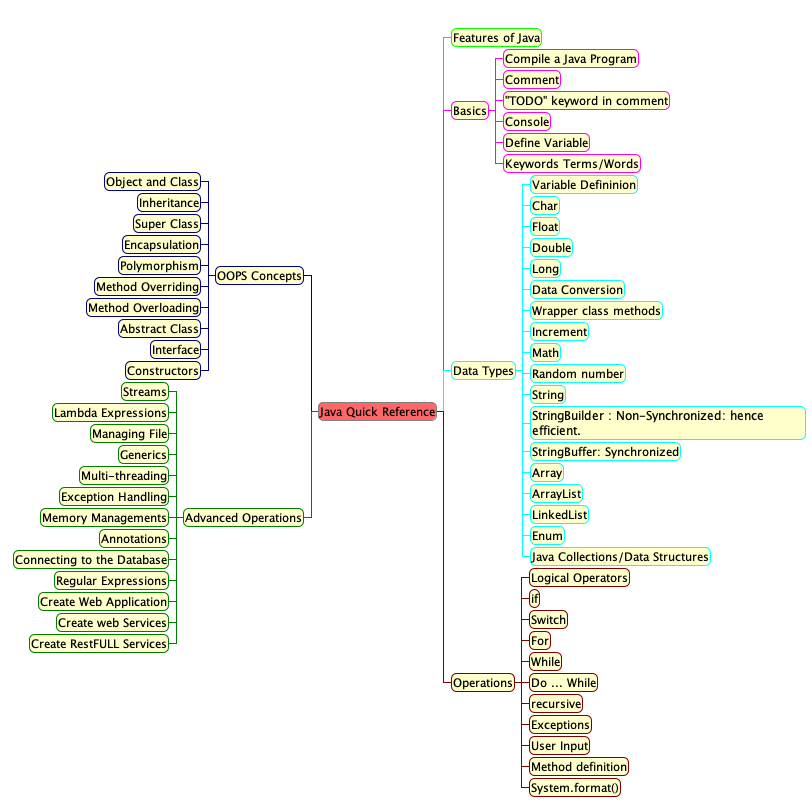 Java Quick Reference
Features of Java
Basics
Compile a Java Program
Comment
"TODO" keyword in comment
Console
Define Variable
Keywords Terms/Words
Data Types
Variable Defininion
Char
Float
Double
Long
Data Conversion
Wrapper class methods
Increment
Math
Random number
String
StringBuilder : Non-Synchronized: hence
efficient.
StringBuffer: Synchronized
Array
ArrayList
LinkedList
Enum
Java Collections/Data Structures
Operations
Logical Operators
if
Switch
For
While
Do ... While
recursive
Exceptions
User Input
Method definition
System.format()
OOPS Concepts
Object and Class
Inheritance
Super Class
Encapsulation
Polymorphism
Method Overriding
Method Overloading
Abstract Class
Interface
Constructors
Advanced Operations
Streams
Lambda Expressions
Managing File
Generics
Multi-threading
Exception Handling
Memory Managements
Annotations
Connecting to the Database
Regular Expressions
Create Web Application
Create web Services
Create RestFULL Services